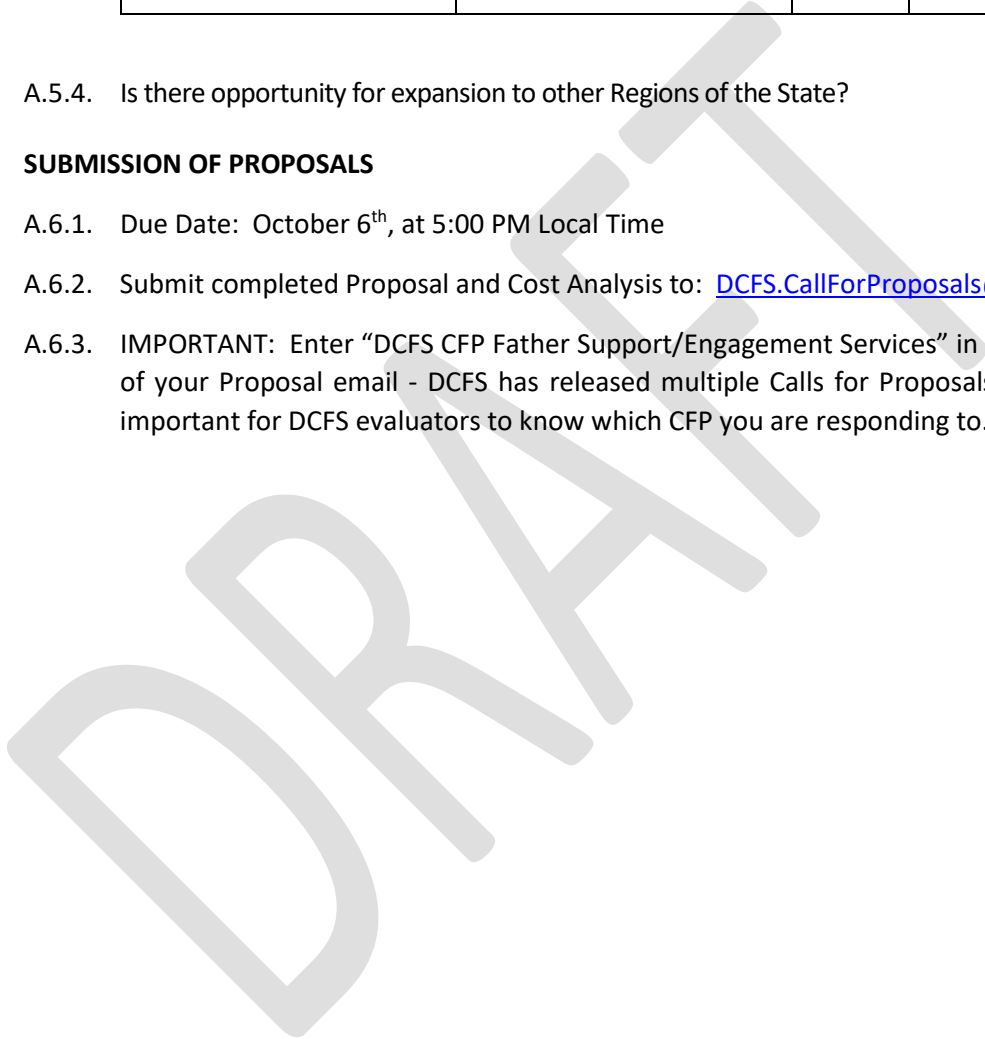 A.5.4. Is there opportunity for expansion to other Regions of the State?
SUBMISSION OF PROPOSALS
A.6.1. Due Date: October 6th, at 5:00 PM Local Time
A.6.2. Submit completed Proposal and Cost Analysis to: DCFS.CallForProposals
A.6.3. IMPORTANT: Enter “DCFS CFP Father Support/Engagement Services” in
of your Proposal email - DCFS has released multiple Calls for Proposals
important for DCFS evaluators to know which CFP you are responding to.
DRAFT